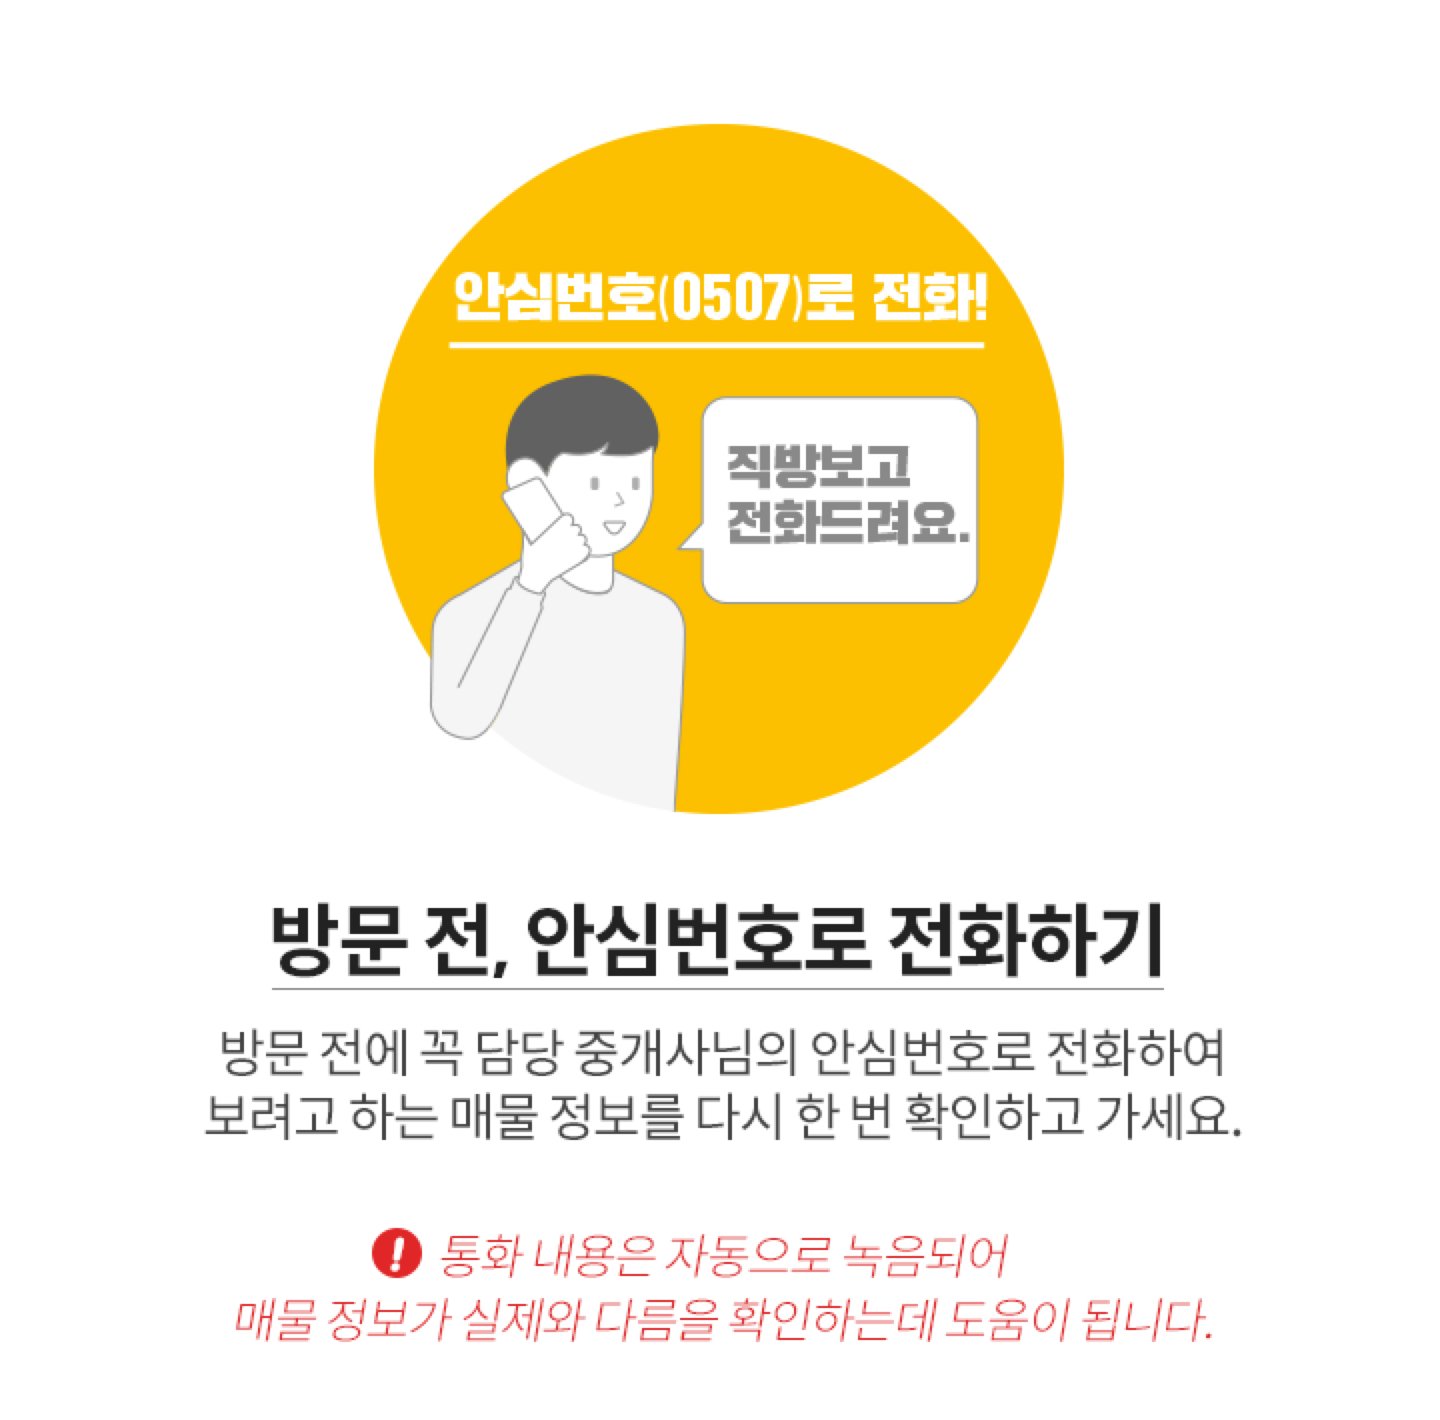 안심번호(0507)로 전화!
직방보고
전화드려요.
방문 전, 안심번호로 전화하기
방문 전에 꼭 담당 중개사님의 안심번호로 전화하여
보려고 하는 매물 정보를 다시 한 번 확인하고 가세요.
! 통화 내용은 자동으로 녹음되어
매물 정보가 실제와 다름을 확인하는데 도움이 됩니다.